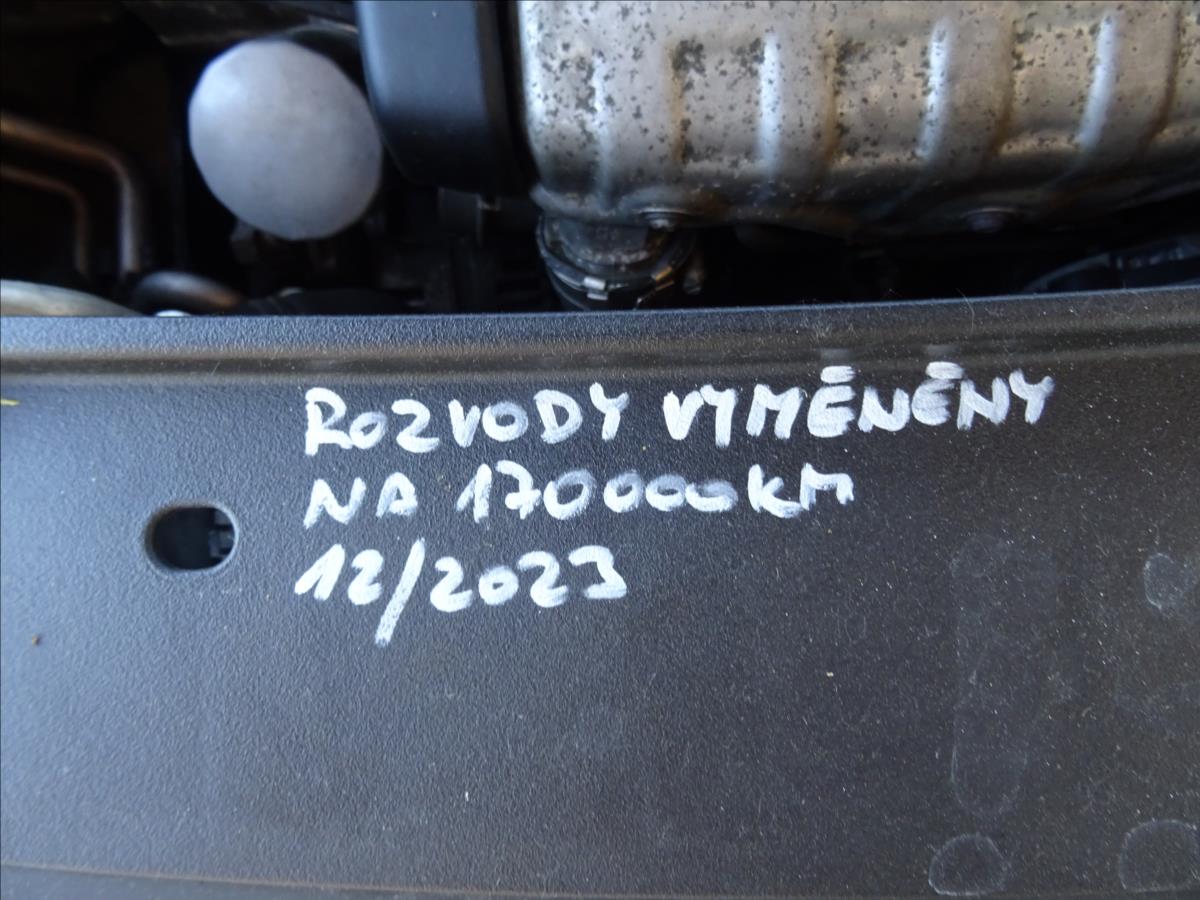 ROZVODY VYMĚNĚNY
NA 170000KM
12/2023